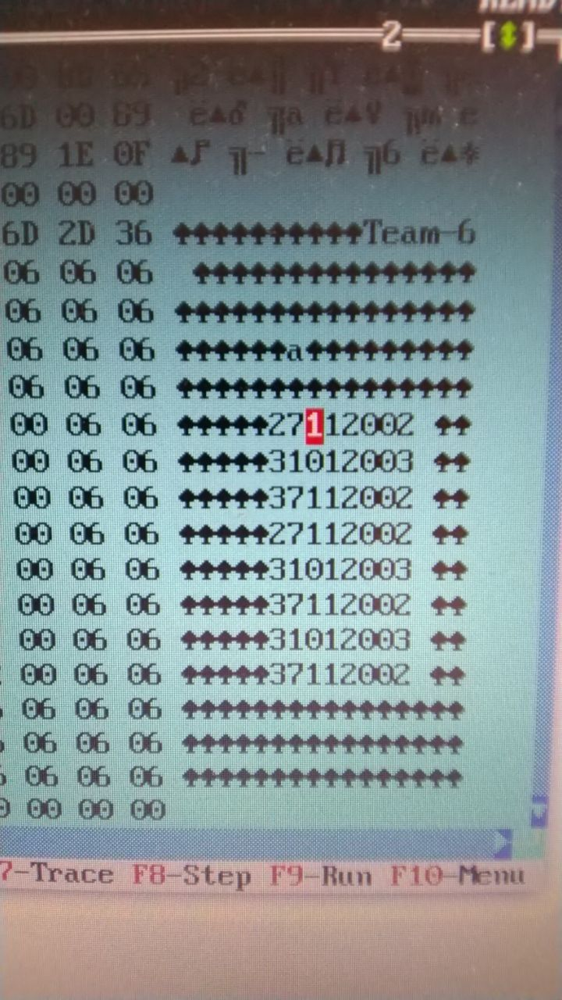 2 [↕]
6D 00 89 ё▲♂ ╗a ё▲♀ ╗m ё
89 1E 0F ▲♪ ╗- ё▲♫ ╗6 ё▲☼
00 00 00
6D 2D 36 ♠♠♠♠♠♠♠♠♠♠Team-6
06 06 06 ♠♠♠♠♠♠♠♠♠♠♠♠♠♠♠
06 06 06 ♠♠♠♠♠♠♠♠♠♠♠♠♠♠♠♠
06 06 06 ♠♠♠♠♠♠a♠♠♠♠♠♠♠♠♠
06 06 06 ♠♠♠♠♠♠♠♠♠♠♠♠♠♠♠♠
00 06 06 ♠♠♠♠♠27112002 ♠♠
00 06 06 ♠♠♠♠♠31012003 ♠♠
00 06 06 ♠♠♠♠♠37112002 ♠♠
00 06 06 ♠♠♠♠♠27112002 ♠♠
00 06 06 ♠♠♠♠♠31012003 ♠♠
00 06 06 ♠♠♠♠♠37112002 ♠♠
00 06 06 ♠♠♠♠♠31012003 ♠♠
00 06 06 ♠♠♠♠♠37112002 ♠♠
06 06 06 ♠♠♠♠♠♠♠♠♠♠♠♠♠♠♠♠
06 06 06 ♠♠♠♠♠♠♠♠♠♠♠♠♠♠♠♠
06 06 06 ♠♠♠♠♠♠♠♠♠♠♠♠♠♠♠♠
00 00 00
7-Trace F8-Step F9-Run F10-Menu